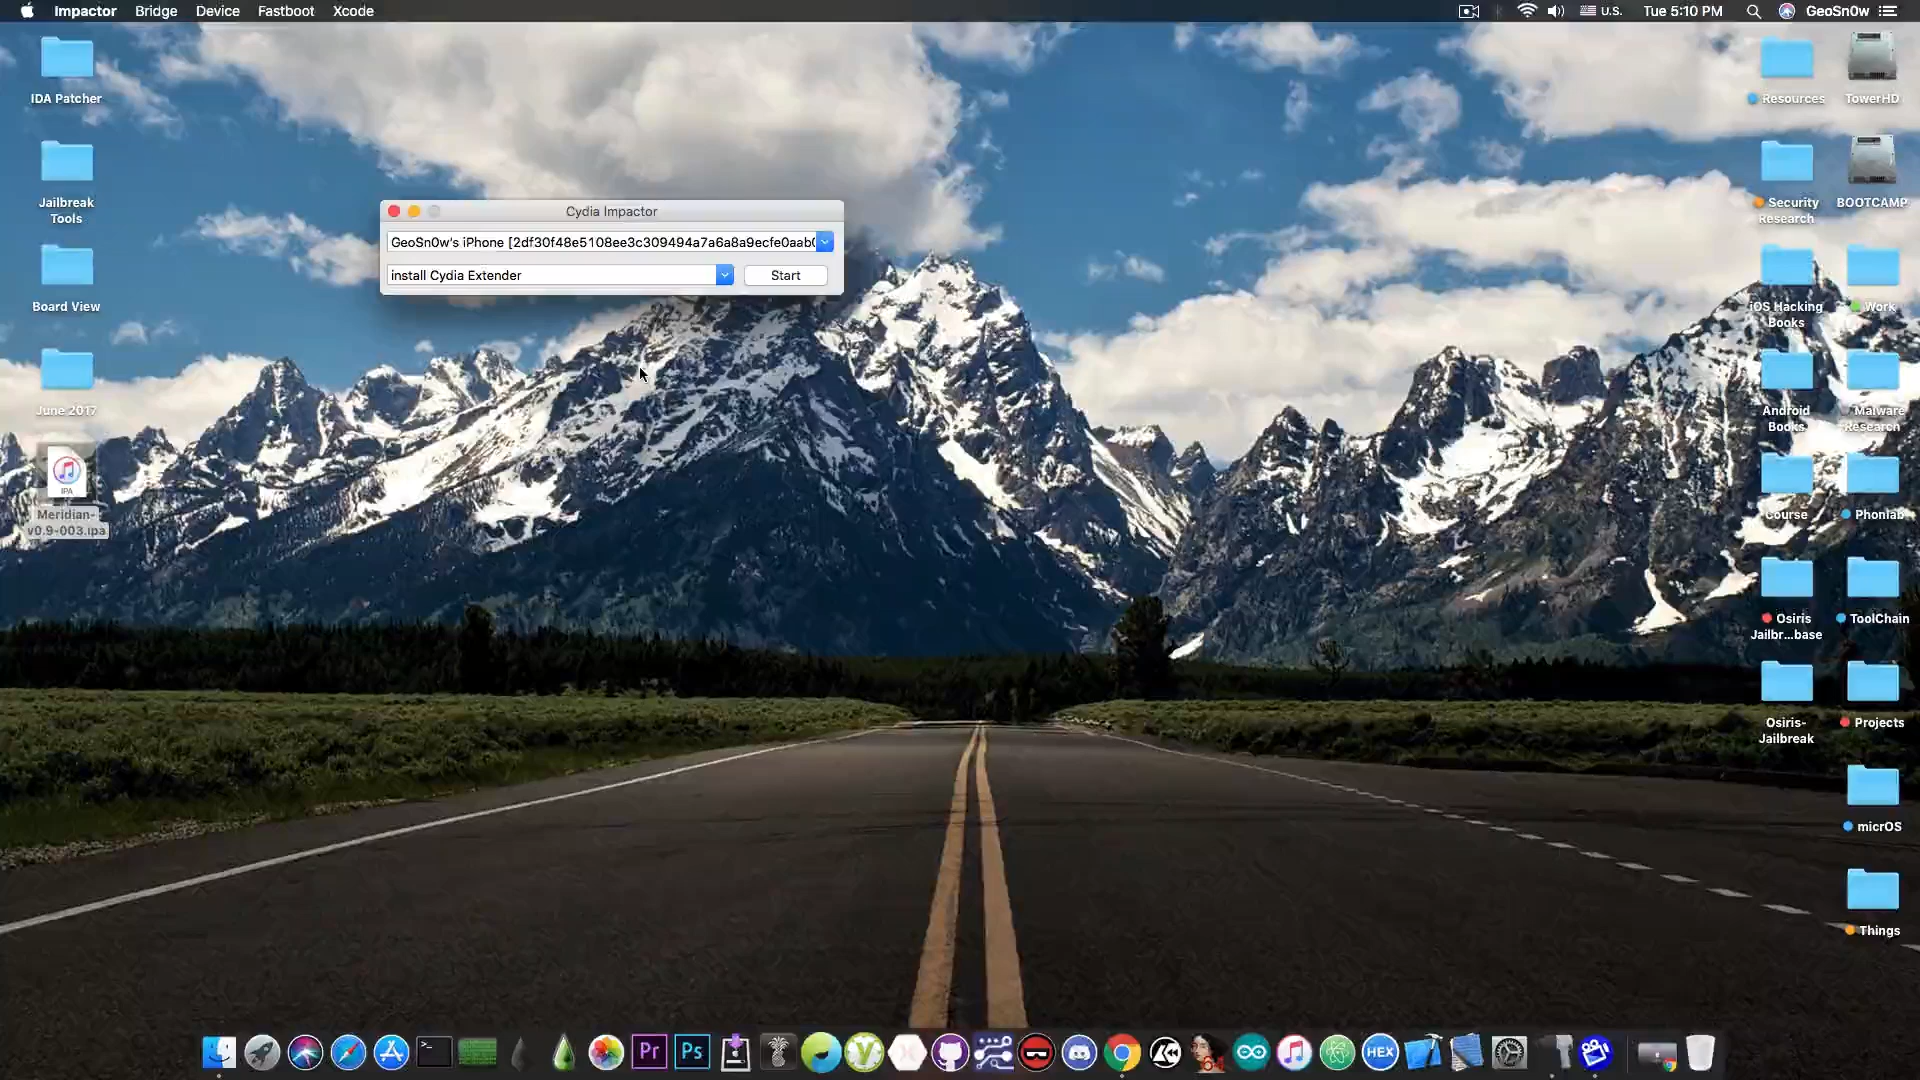 Impactor Bridge Device Fastboot Xcode
U.S. Tue 5:10 PM GeoSn0w
IDA Patcher
Jailbreak
Tools
Board View
June 2017
IPA
Meridian-
v0.9-003.ipa
Cydia Impactor
GeoSn0w's iPhone [2df30f48e5108ee3c309494a7a6a8a9ecfe0aab
install Cydia Extender
Start
Resources
TowerHD
Security
Research
BOOTCAMP
iOS Hacking
Books
Work
Android
Books
Malware
Research
Course
Phonlab
Osiris
Jailbr...base
ToolChain
Osiris-
Jailbreak
Projects
micrOS
Things
Pr
Ps
64
HEX